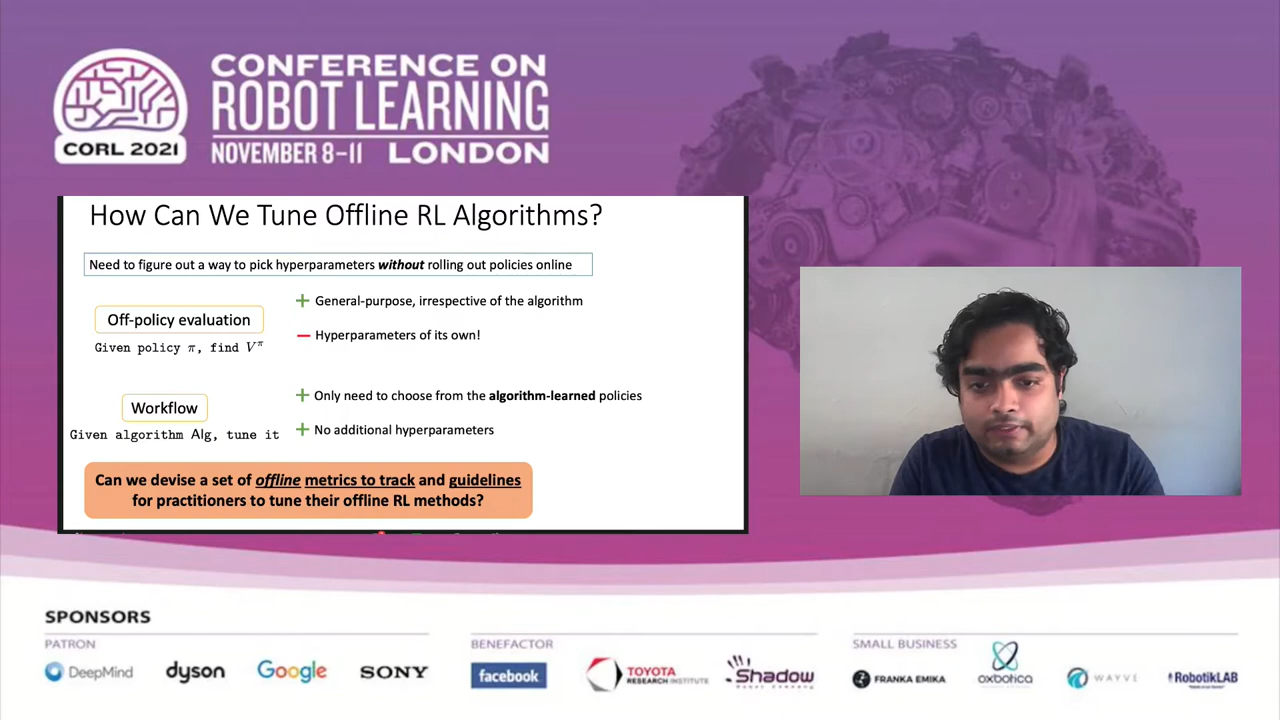 CONFERENCE ON
ROBOT LEARNING
NOVEMBER 8-11 LONDON
CORL 2021
How Can We Tune Offline RL Algorithms?
Need to figure out a way to pick hyperparameters without rolling out policies online
Off-policy evaluation
Given policy π, find V^π
+ General-purpose, irrespective of the algorithm
− Hyperparameters of its own!
Workflow
Given algorithm Alg, tune it
+ Only need to choose from the algorithm-learned policies
+ No additional hyperparameters
Can we devise a set of offline metrics to track and guidelines
for practitioners to tune their offline RL methods?
SPONSORS
PATRON
DeepMind
dyson
Google
SONY
BENEFACTOR
facebook
TOYOTA
RESEARCH INSTITUTE
Shadow
Robot Company
SMALL BUSINESS
FRANKA EMIKA
oxbotica
WAYVE
RobotikLAB